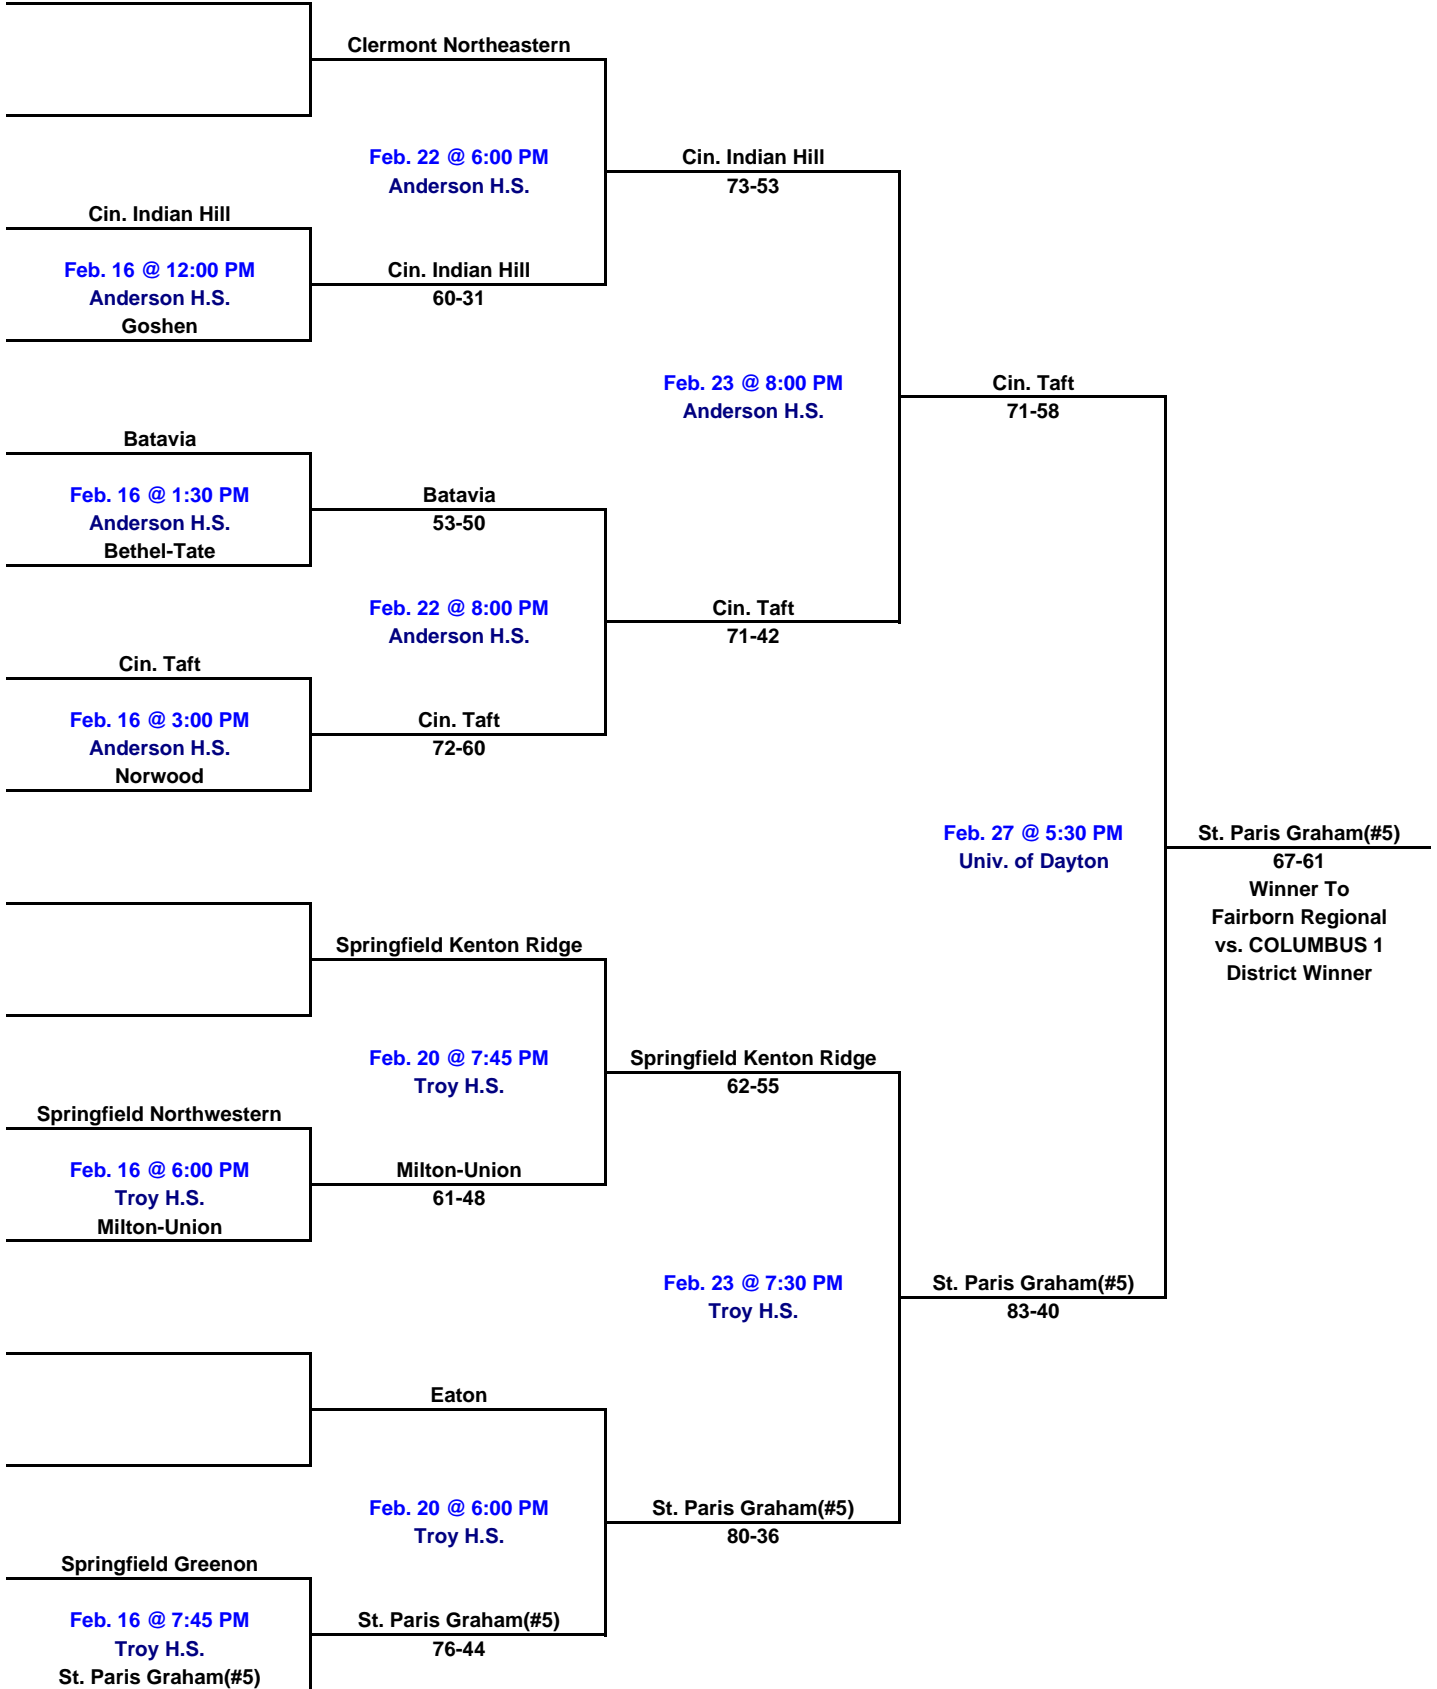 Clermont Northeastern
Feb. 22 @ 6:00 PM
Anderson H.S.
Cin. Indian Hill
73-53
Cin. Indian Hill
Feb. 16 @ 12:00 PM
Anderson H.S.
Goshen
Cin. Indian Hill
60-31
Feb. 23 @ 8:00 PM
Anderson H.S.
Cin. Taft
71-58
Batavia
Feb. 16 @ 1:30 PM
Anderson H.S.
Bethel-Tate
Batavia
53-50
Feb. 22 @ 8:00 PM
Anderson H.S.
Cin. Taft
71-42
Cin. Taft
Feb. 16 @ 3:00 PM
Anderson H.S.
Norwood
Cin. Taft
72-60
Feb. 27 @ 5:30 PM
Univ. of Dayton
St. Paris Graham(#5)
67-61
Winner To
Fairborn Regional
vs. COLUMBUS 1
District Winner
Springfield Kenton Ridge
Feb. 20 @ 7:45 PM
Troy H.S.
Springfield Kenton Ridge
62-55
Springfield Northwestern
Feb. 16 @ 6:00 PM
Troy H.S.
Milton-Union
Milton-Union
61-48
Feb. 23 @ 7:30 PM
Troy H.S.
St. Paris Graham(#5)
83-40
Eaton
Feb. 20 @ 6:00 PM
Troy H.S.
St. Paris Graham(#5)
80-36
Springfield Greenon
Feb. 16 @ 7:45 PM
Troy H.S.
St. Paris Graham(#5)
St. Paris Graham(#5)
76-44